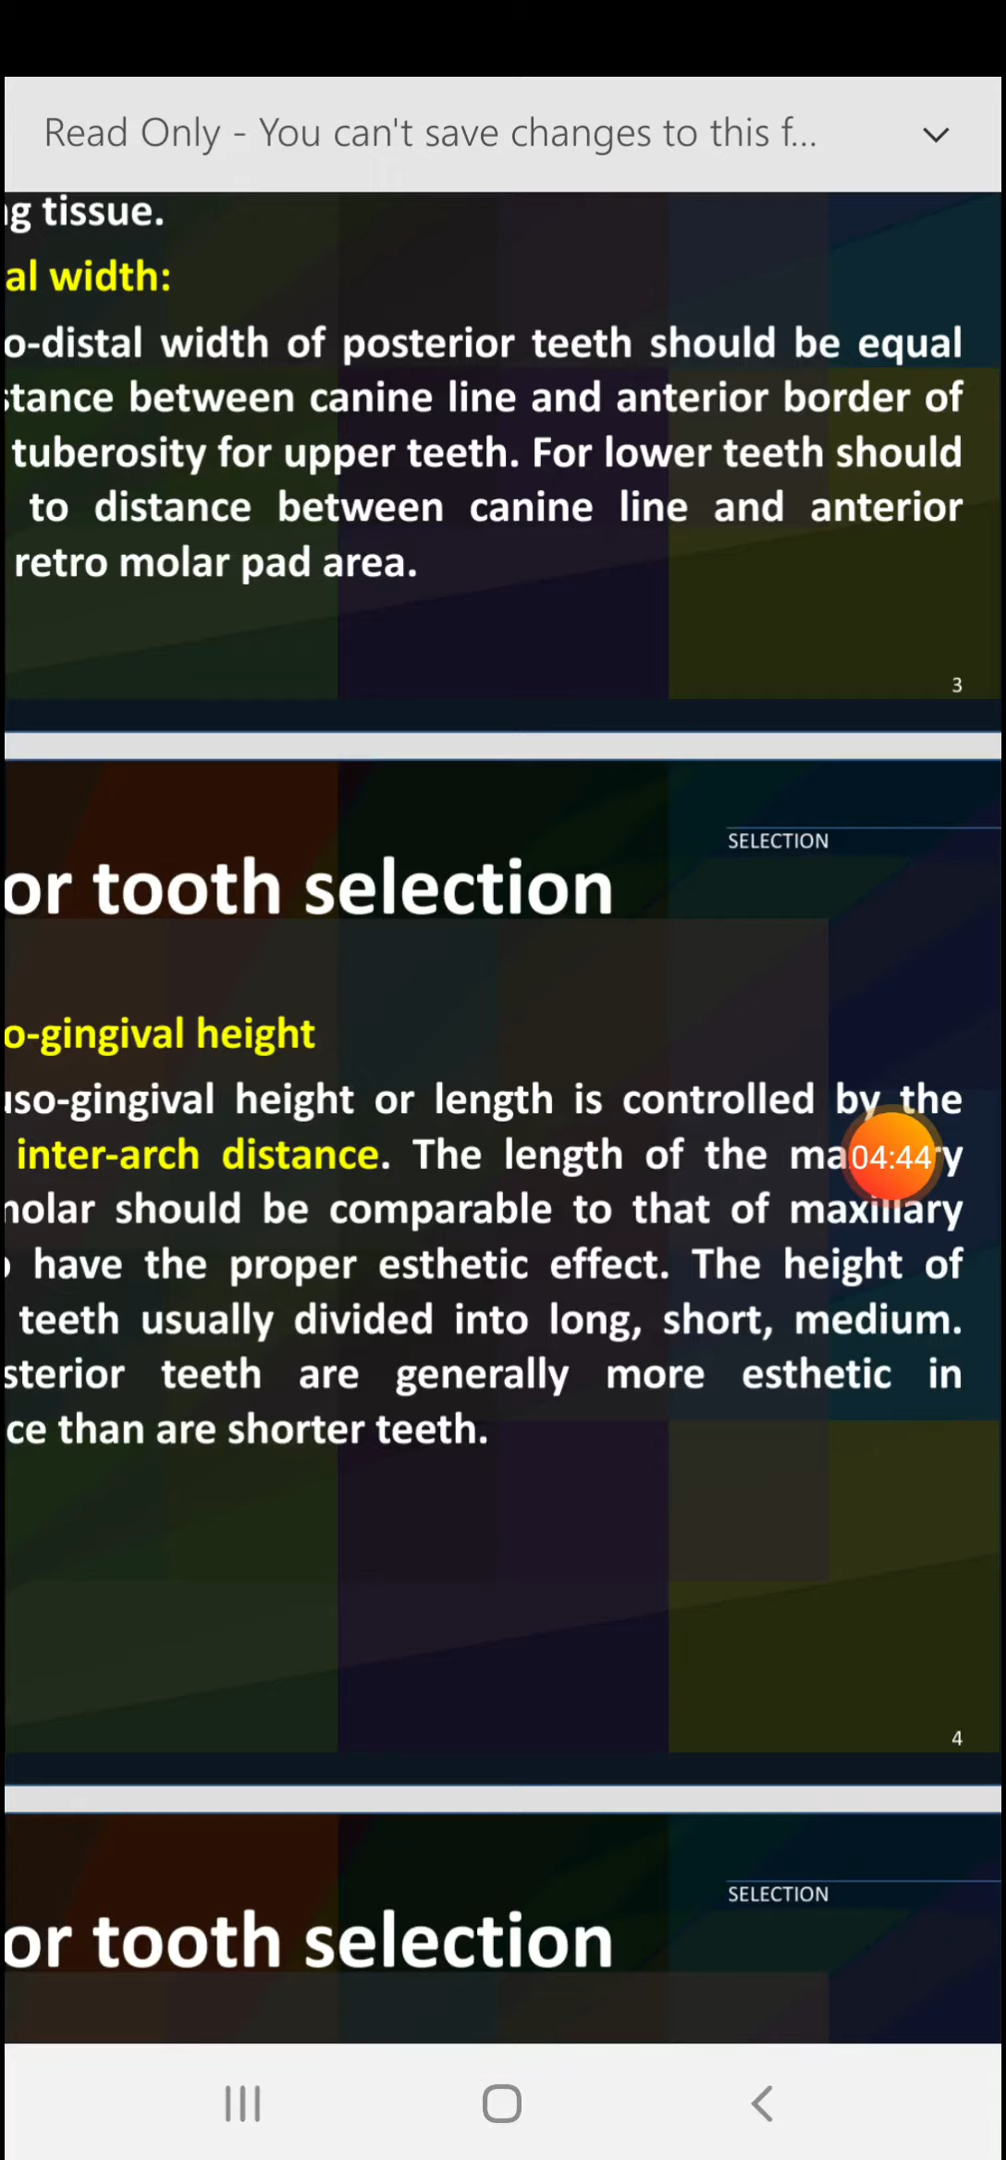 Read Only - You can't save changes to this f...
g tissue.
al width:
o-distal width of posterior teeth should be equal
stance between canine line and anterior border of
tuberosity for upper teeth. For lower teeth should
to distance between canine line and anterior
retro molar pad area.
3
SELECTION
or tooth selection
o-gingival height
uso-gingival height or length is controlled by the
inter-arch distance. The length of the
04:44
nolar should be comparable to that of maxillary
have the proper esthetic effect. The height of
teeth usually divided into long, short, medium.
sterior teeth are generally more esthetic in
ce than are shorter teeth.
4
SELECTION
or tooth selection